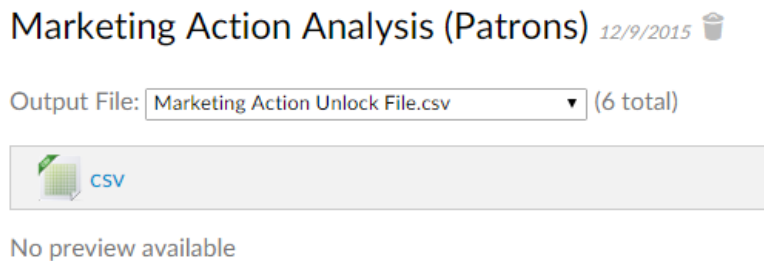 Marketing Action Analysis (Patrons) 12/9/2015
Output File: Marketing Action Unlock File.csv (6 total)
csv
No preview available